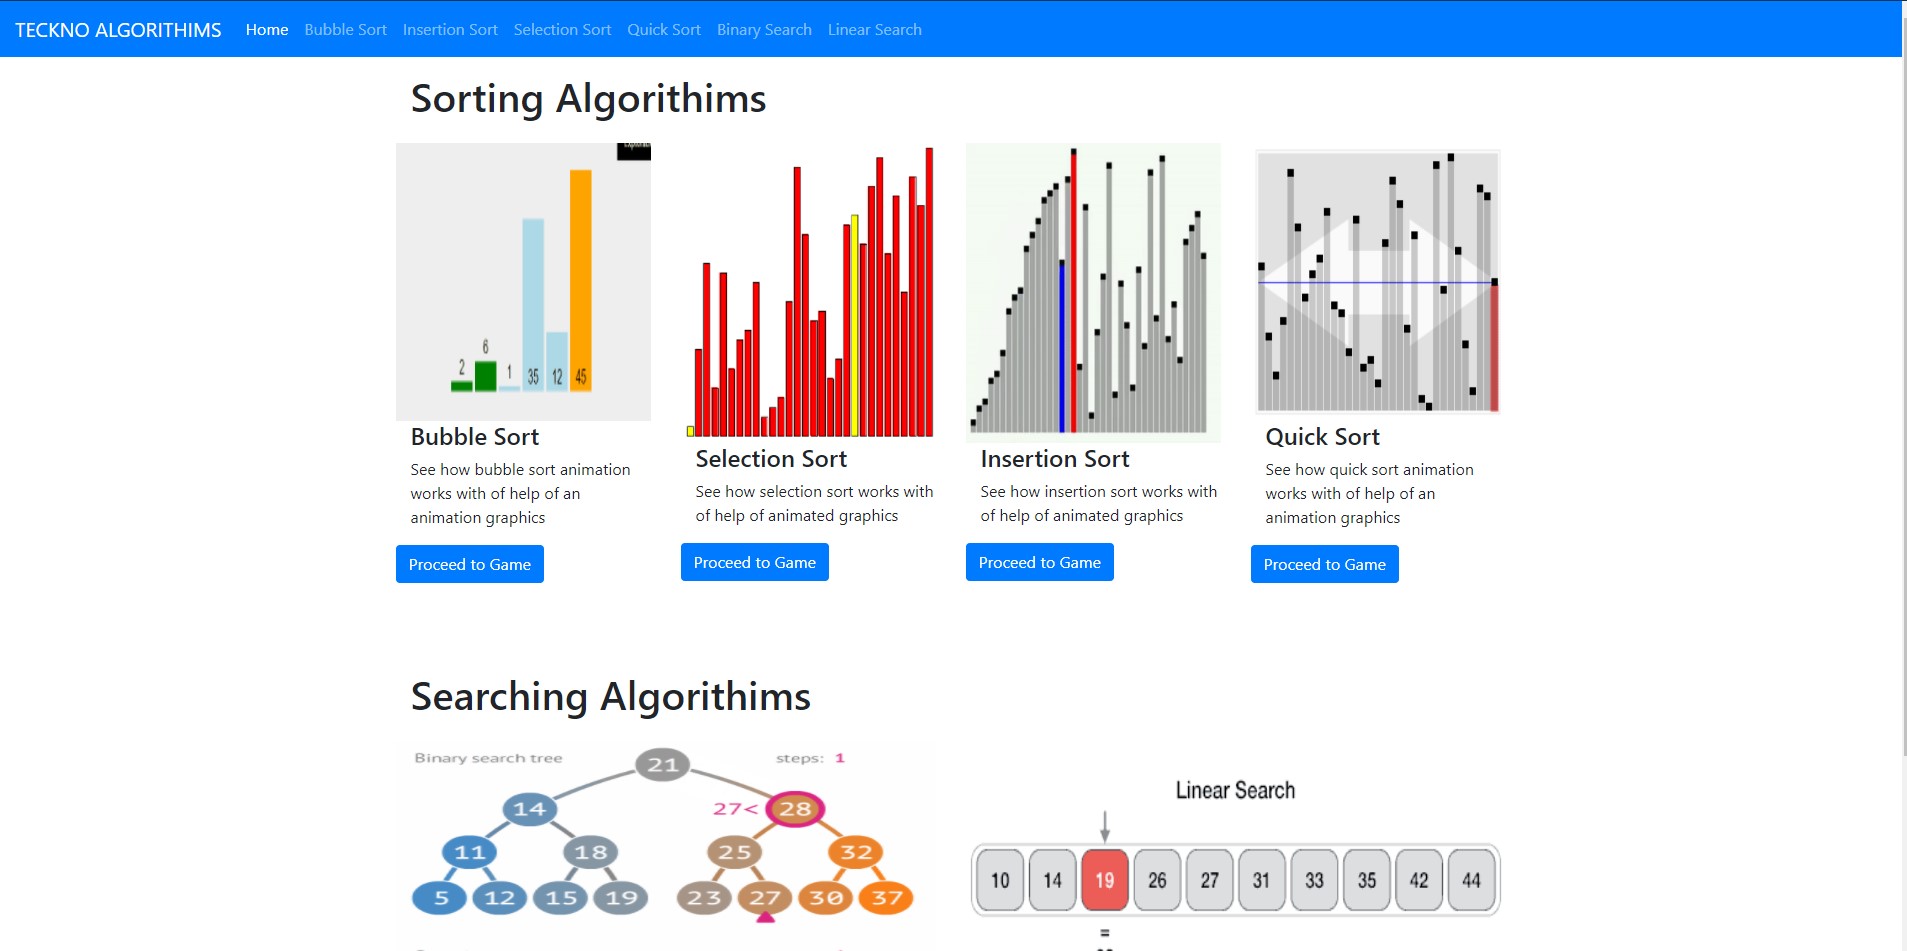 TECKNO ALGORITHIMS Home Bubble Sort Insertion Sort Selection Sort Quick Sort Binary Search Linear Search
Sorting Algorithims
2 6 1 35 12 45
Bubble Sort
See how bubble sort animation
works with of help of an
animation graphics
Proceed to Game
Selection Sort
See how selection sort works with
of help of animated graphics
Proceed to Game
Insertion Sort
See how insertion sort works with
of help of animated graphics
Proceed to Game
Quick Sort
See how quick sort animation
works with of help of an
animation graphics
Proceed to Game
Searching Algorithims
Binary search tree steps: 1
21
14 27< 28
11 18 25 32
5 12 15 19 23 27 30 37
Linear Search
10 14 19 26 27 31 33 35 42 44
=